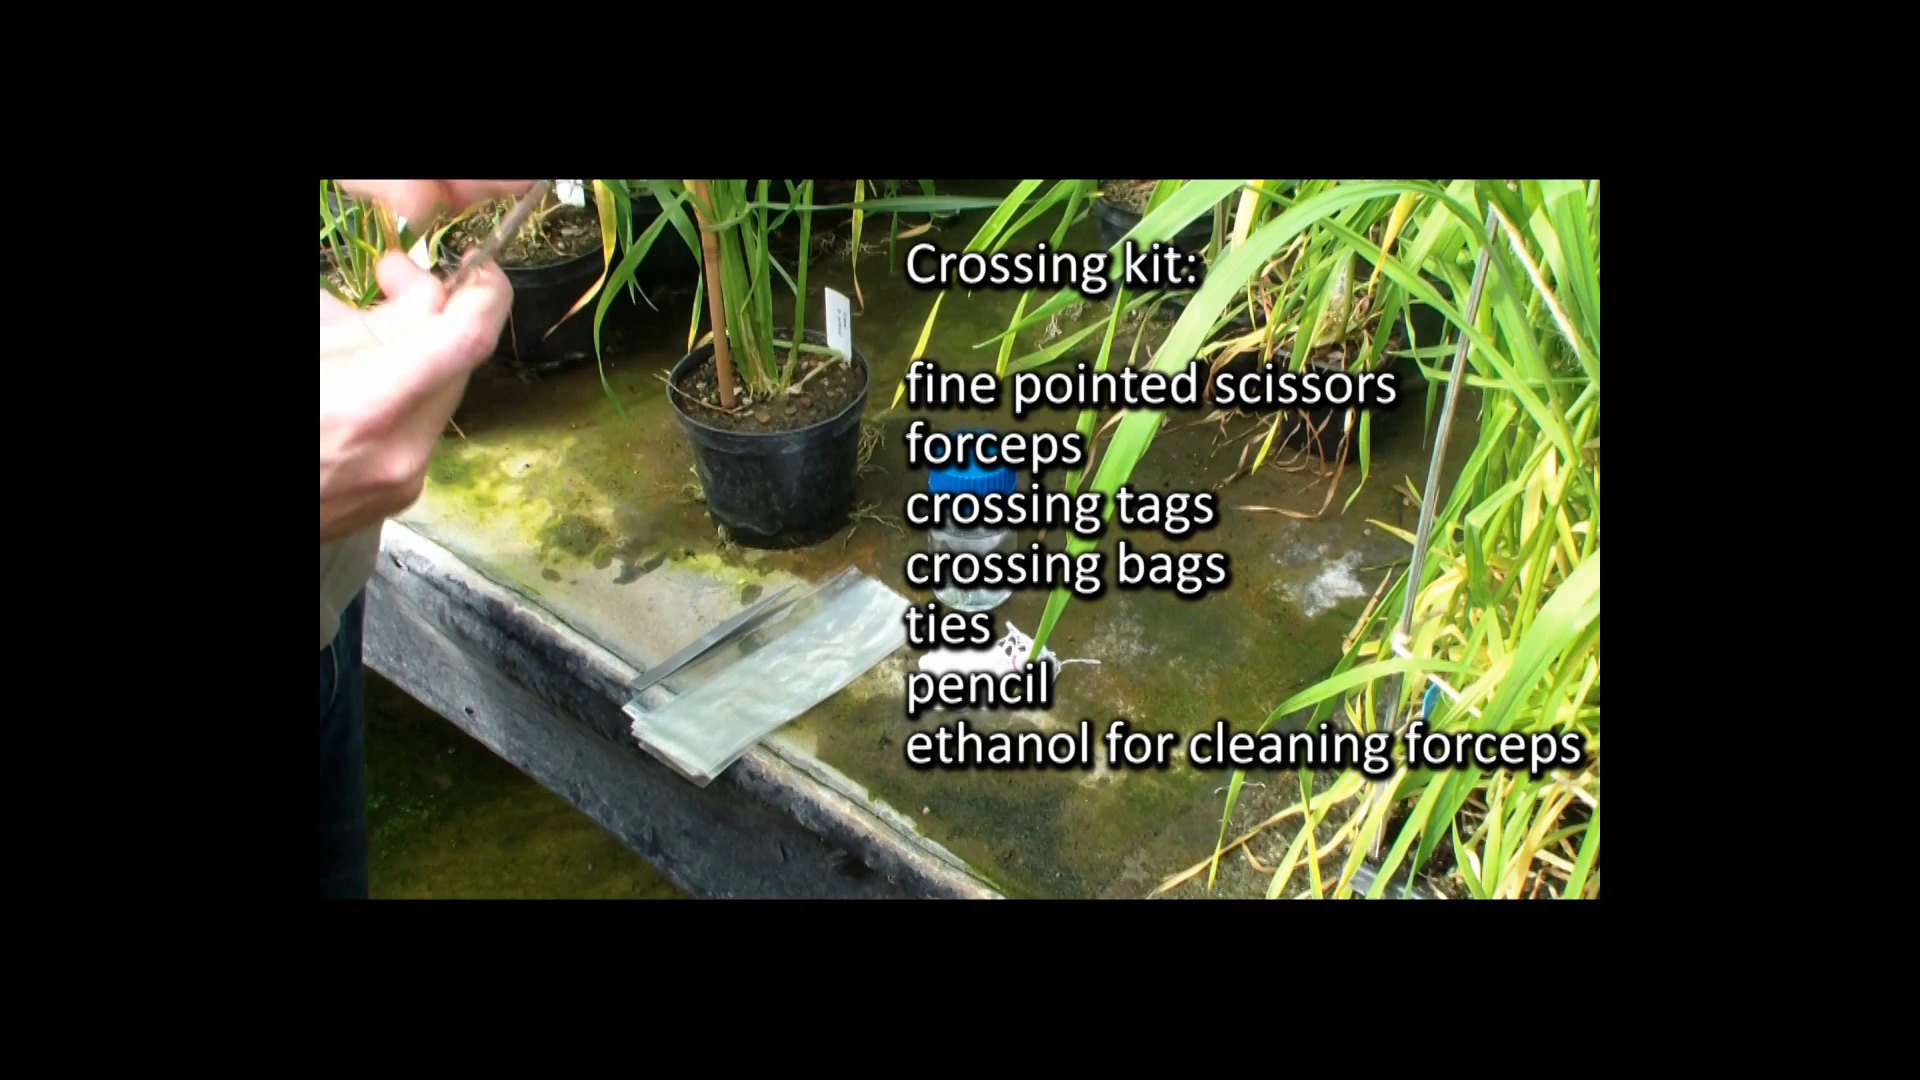 Crossing kit:
fine pointed scissors
forceps
crossing tags
crossing bags
ties
pencil
ethanol for cleaning forceps